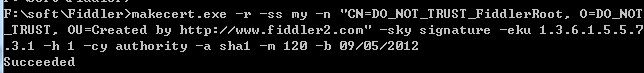 F:\soft\Fiddler>makecert.exe -r -ss my -n "CN=DO_NOT_TRUST_FiddlerRoot, O=DO_NOT
_TRUST, OU=Created by http://www.fiddler2.com" -sky signature -eku 1.3.6.1.5.5.7
.3.1 -h 1 -cy authority -a sha1 -m 120 -b 09/05/2012
Succeeded